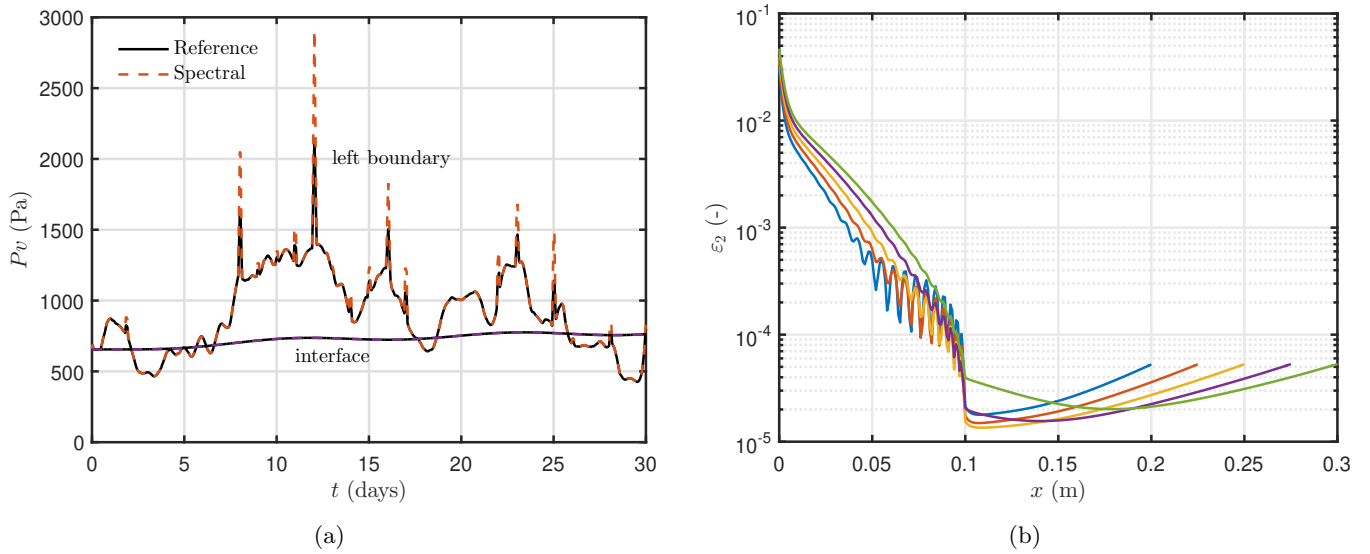 3000
2500
2000
1500
1000
500
0
Pv (Pa)
Reference
Spectral
left boundary
interface
0 5 10 15 20 25 30
t (days)
(a)
10^-1
10^-2
10^-3
10^-4
10^-5
ε₂ (-)
0 0.05 0.1 0.15 0.2 0.25 0.3
x (m)
(b)